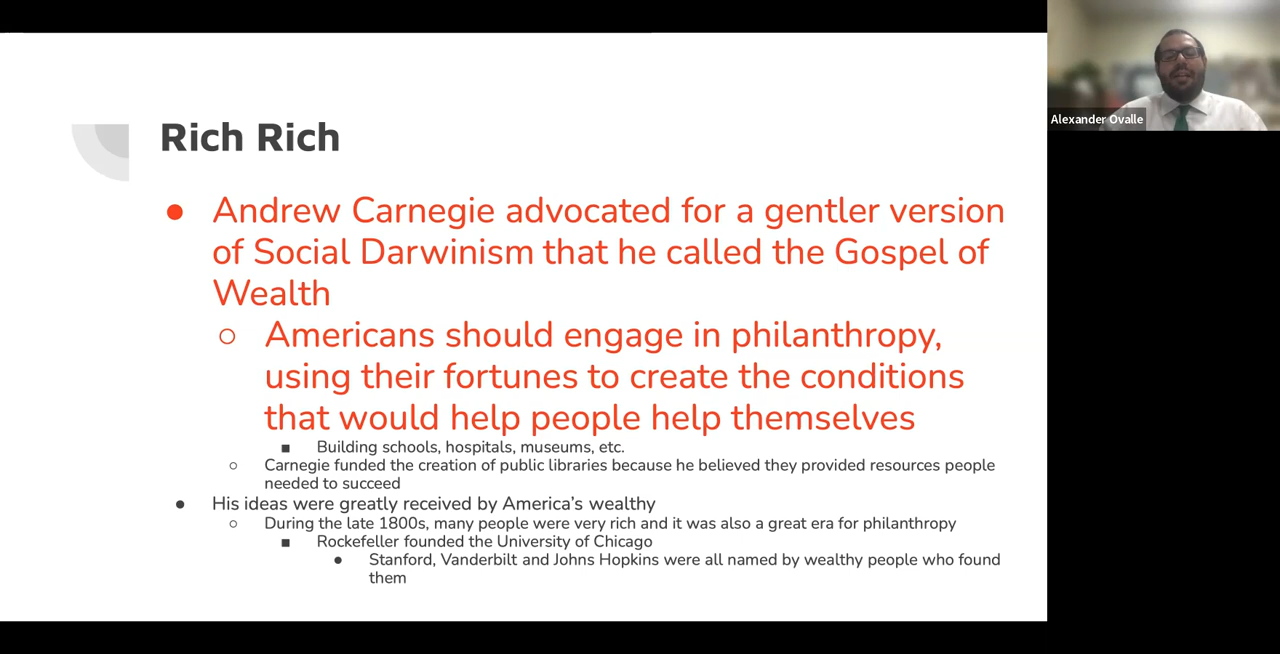 Rich Rich
● Andrew Carnegie advocated for a gentler version
of Social Darwinism that he called the Gospel of
Wealth
○ Americans should engage in philanthropy,
using their fortunes to create the conditions
that would help people help themselves
■ Building schools, hospitals, museums, etc.
○ Carnegie funded the creation of public libraries because he believed they provided resources people
needed to succeed
● His ideas were greatly received by America’s wealthy
○ During the late 1800s, many people were very rich and it was also a great era for philanthropy
■ Rockefeller founded the University of Chicago
● Stanford, Vanderbilt and Johns Hopkins were all named by wealthy people who found
them
Alexander Ovalle